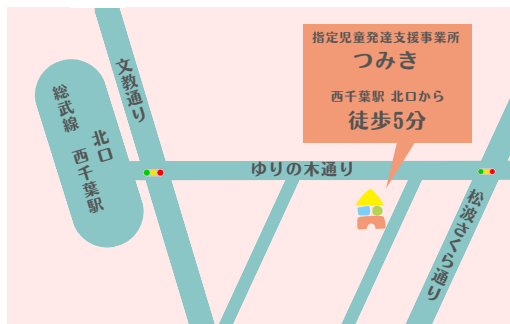 指定児童発達支援事業所
つみき
西千葉駅 北口から
徒歩5分
文教通り
総武線
北口
西千葉駅
ゆりの木通り
松波さくら通り